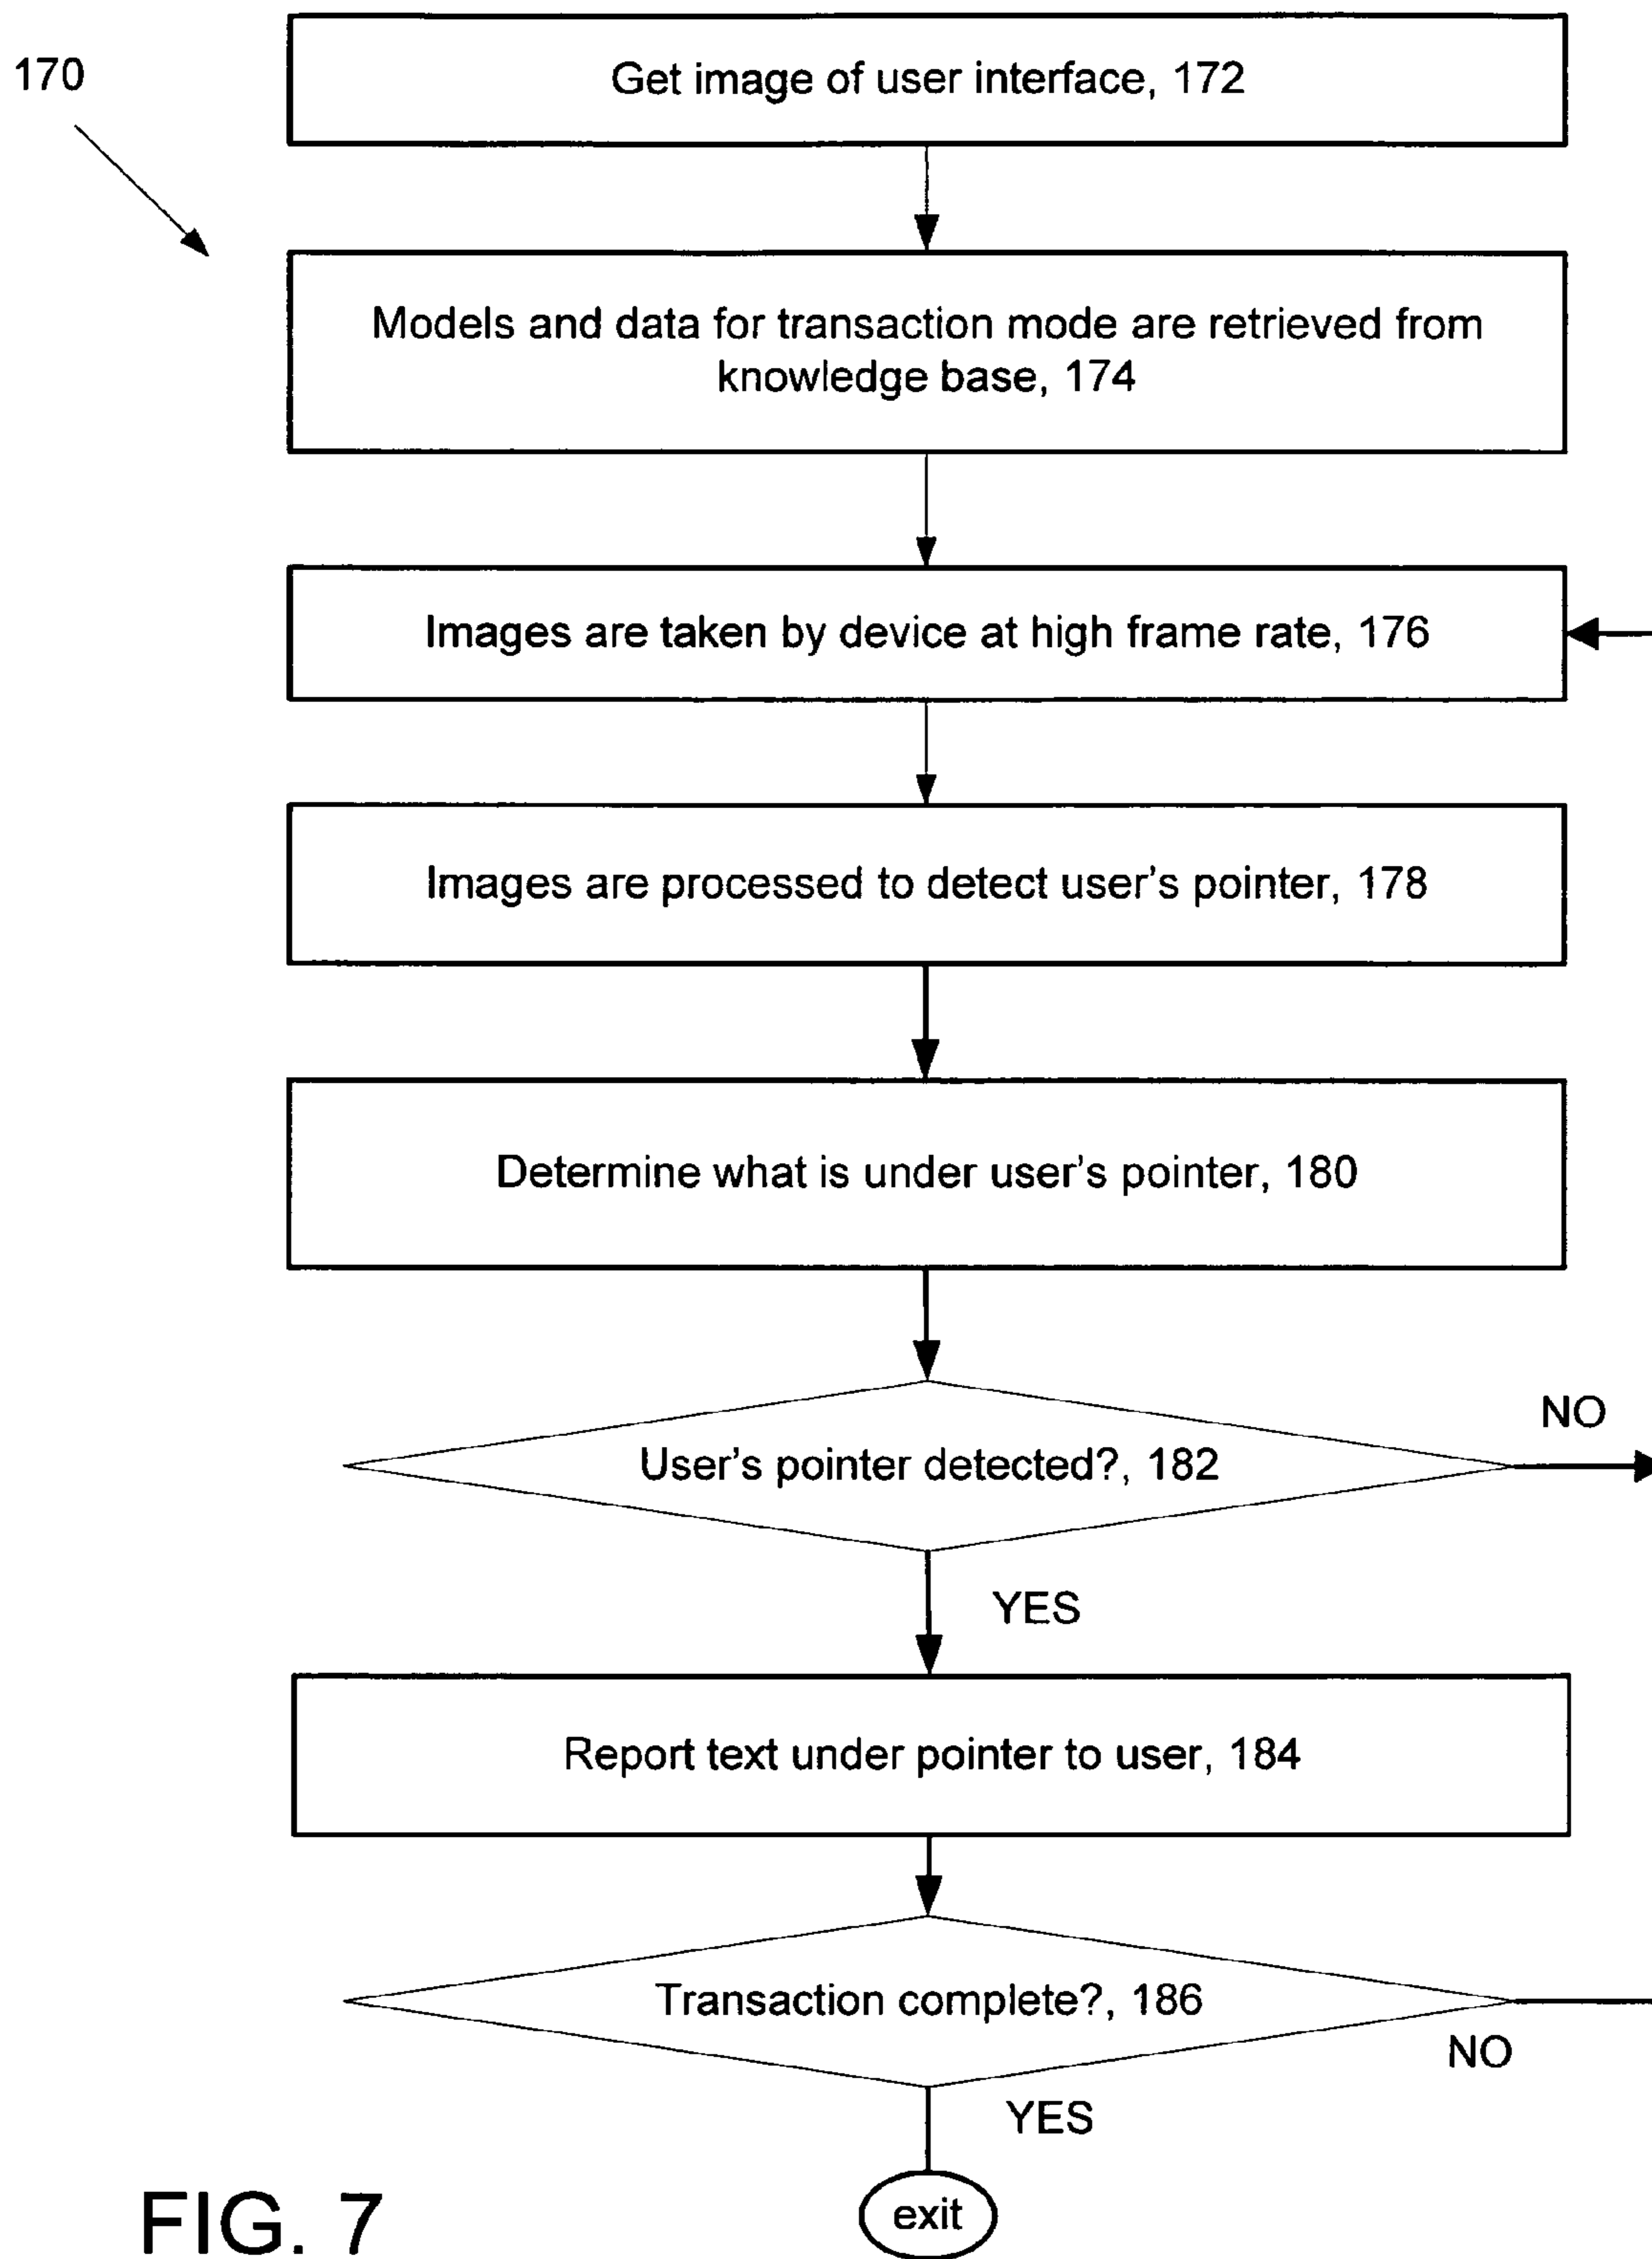 170
Get image of user interface, 172
Models and data for transaction mode are retrieved from
knowledge base, 174
Images are taken by device at high frame rate, 176
Images are processed to detect user's pointer, 178
Determine what is under user's pointer, 180
User's pointer detected?, 182
NO
YES
Report text under pointer to user, 184
Transaction complete?, 186
NO
YES
exit
FIG. 7